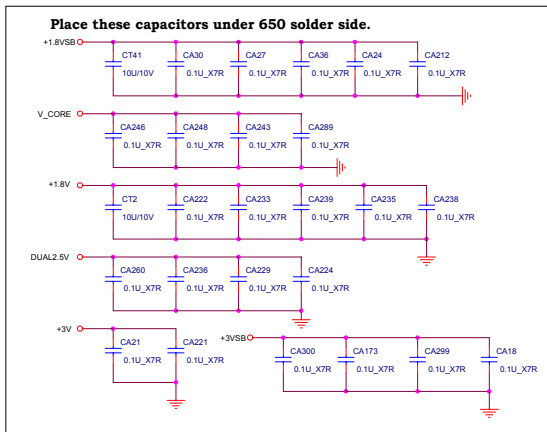 Place these capacitors under 650 solder side.
+1.8VSB
CT41 CA30 CA27 CA36 CA24 CA212
10U/10V 0.1U_X7R 0.1U_X7R 0.1U_X7R 0.1U_X7R 0.1U_X7R
V_CORE
CA246 CA248 CA243 CA289
0.1U_X7R 0.1U_X7R 0.1U_X7R 0.1U_X7R
+1.8V
CT2 CA222 CA233 CA239 CA235 CA238
10U/10V 0.1U_X7R 0.1U_X7R 0.1U_X7R 0.1U_X7R 0.1U_X7R
DUAL2.5V
CA260 CA236 CA229 CA224
0.1U_X7R 0.1U_X7R 0.1U_X7R 0.1U_X7R
+3V
CA21 CA221
0.1U_X7R 0.1U_X7R
+3VSB
CA300 CA173 CA299 CA18
0.1U_X7R 0.1U_X7R 0.1U_X7R 0.1U_X7R